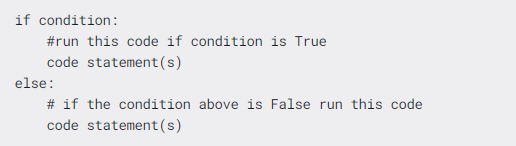 if condition:
    #run this code if condition is True
    code statement(s)
else:
    # if the condition above is False run this code
    code statement(s)